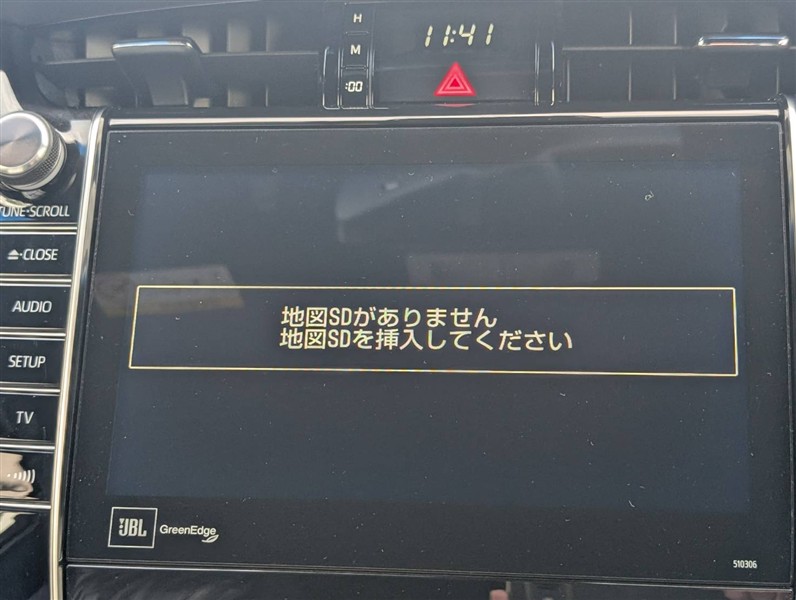 H
M
:00
11:41
TUNE•SCROLL
⏏•CLOSE
AUDIO
SETUP
TV
地図SDがありません
地図SDを挿入してください
JBL
GreenEdge
510306